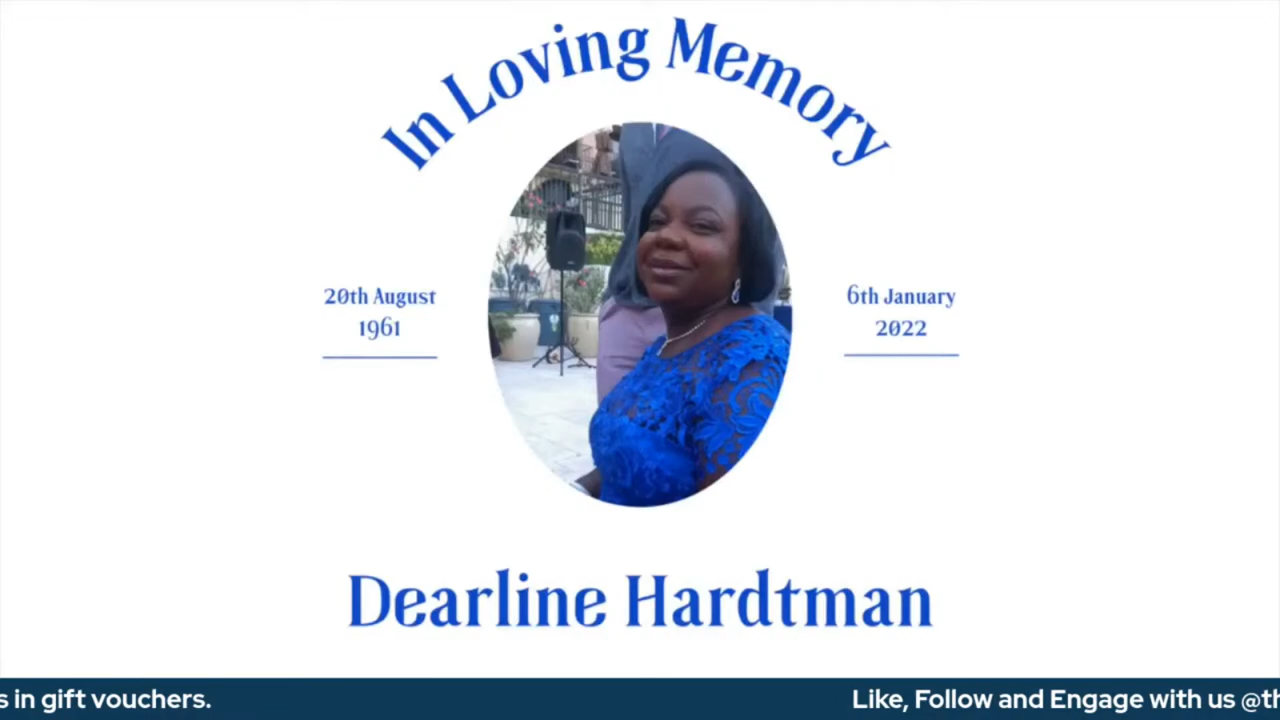 In Loving Memory
20th August
1961
6th January
2022
Dearline Hardtman
s in gift vouchers.
Like, Follow and Engage with us @th